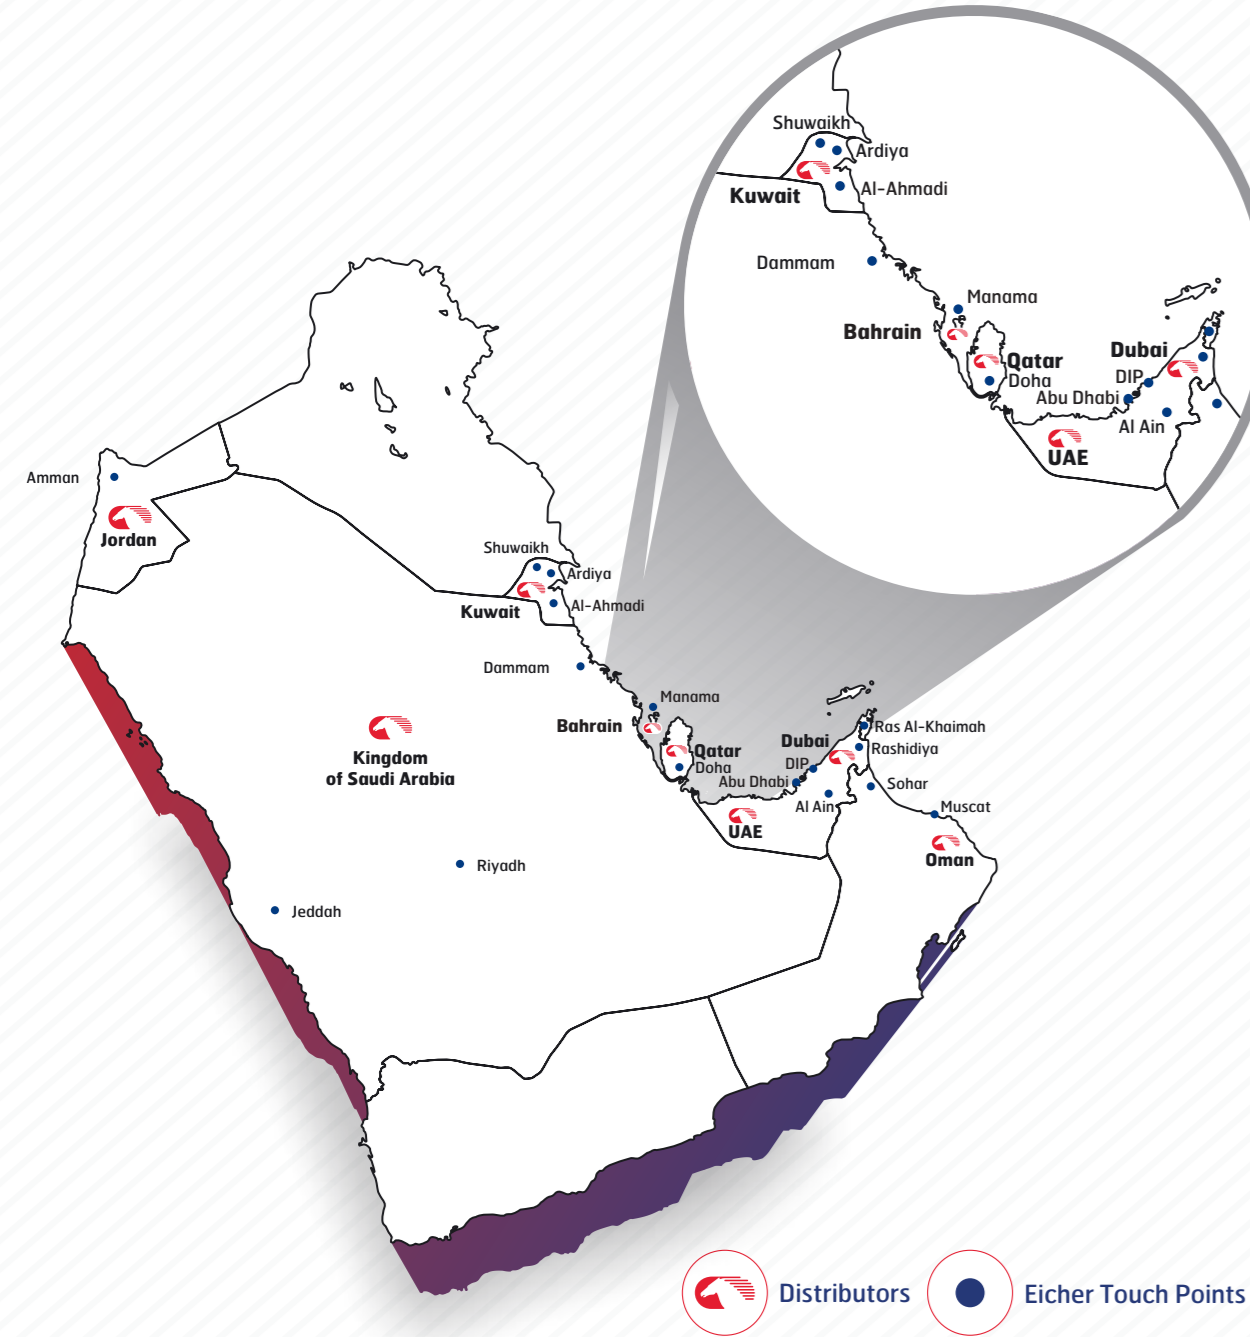 Shuwaikh
Ardiya
Kuwait
Al-Ahmadi
Dammam
Manama
Bahrain
Qatar
Doha
Dubai
DIP
Abu Dhabi
Al Ain
UAE
Amman
Jordan
Shuwaikh
Ardiya
Kuwait
Al-Ahmadi
Dammam
Manama
Bahrain
Qatar
Doha
Dubai
DIP
Abu Dhabi
Al Ain
UAE
Ras Al-Khaimah
Rashidiya
Sohar
Muscat
Oman
Kingdom
of Saudi Arabia
Riyadh
Jeddah
Distributors
Eicher Touch Points